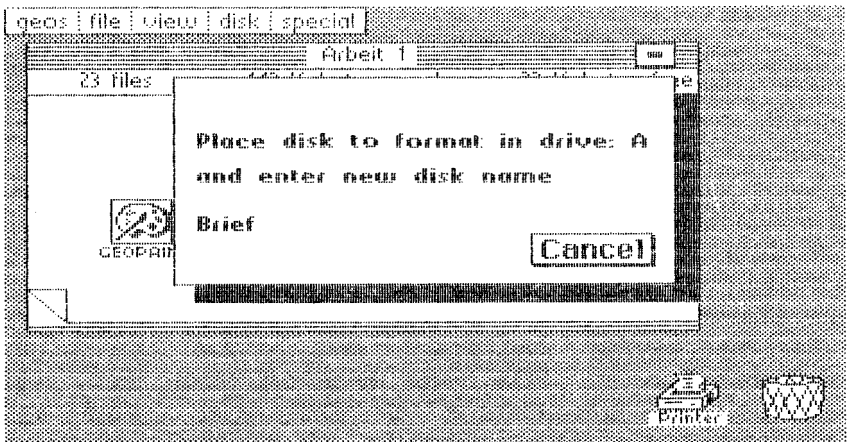 geos file view disk special
Arbeit 1
23 files
Place disk to format in drive: A
and enter new disk name
Brief
Cancel
GEOPAIN
Printer